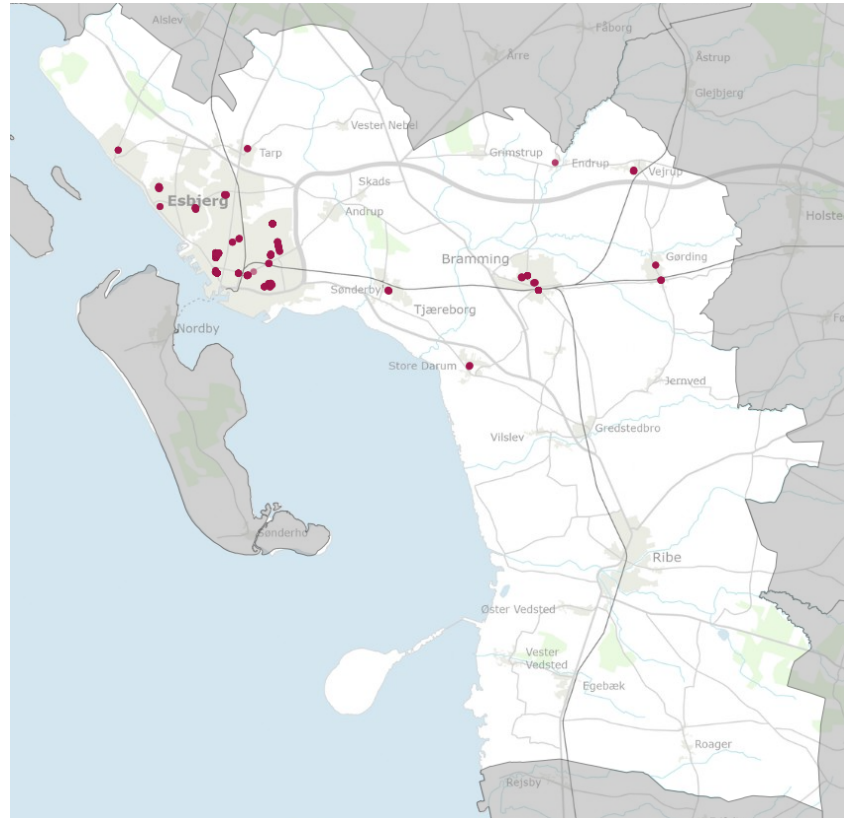 Alslev
Fåborg
Årre
Åstrup
Glejbjerg
Vester Nebel
Tarp
Grimstrup
Endrup
Vejrup
Skads
Esbjerg
Andrup
Holste
Bramming
Gørding
Sønderby
Tjæreborg
Nordby
Store Darum
Jernved
Gredstedbro
Vilslev
Sønderho
Ribe
Øster Vedsted
Vester
Vedsted
Egebæk
Roager
Rejsby